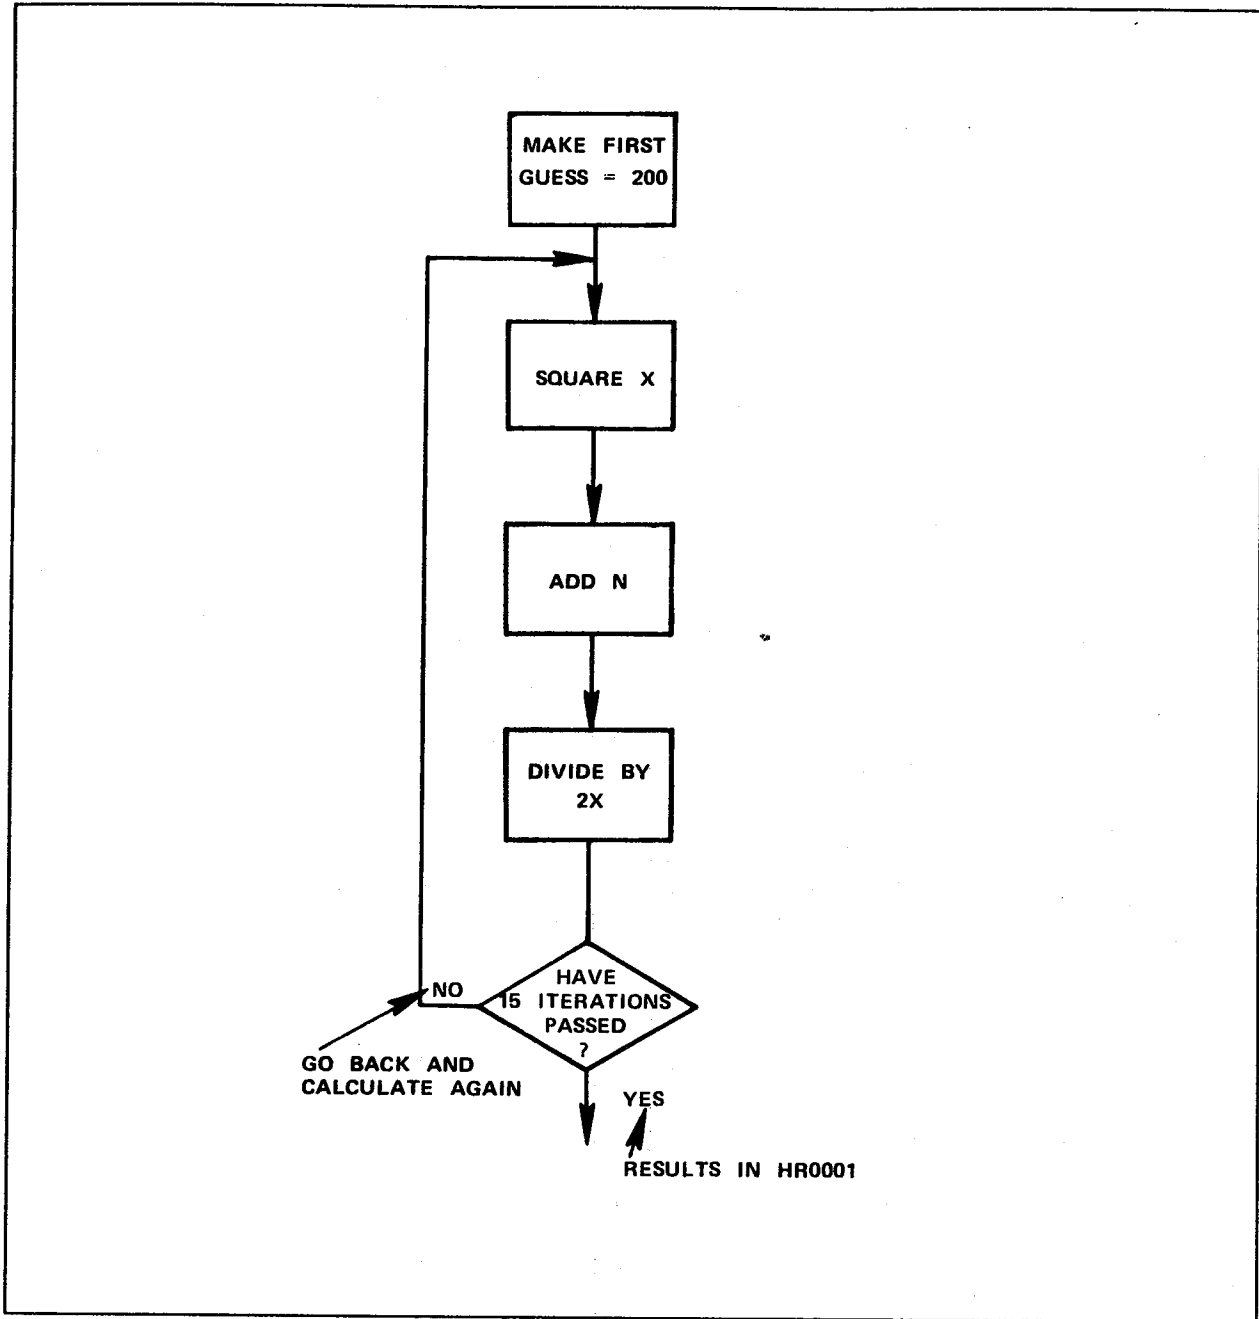 MAKE FIRST
GUESS = 200
SQUARE X
ADD N
DIVIDE BY
2X
HAVE
15 ITERATIONS
PASSED
?
NO
GO BACK AND
CALCULATE AGAIN
YES
RESULTS IN HR0001